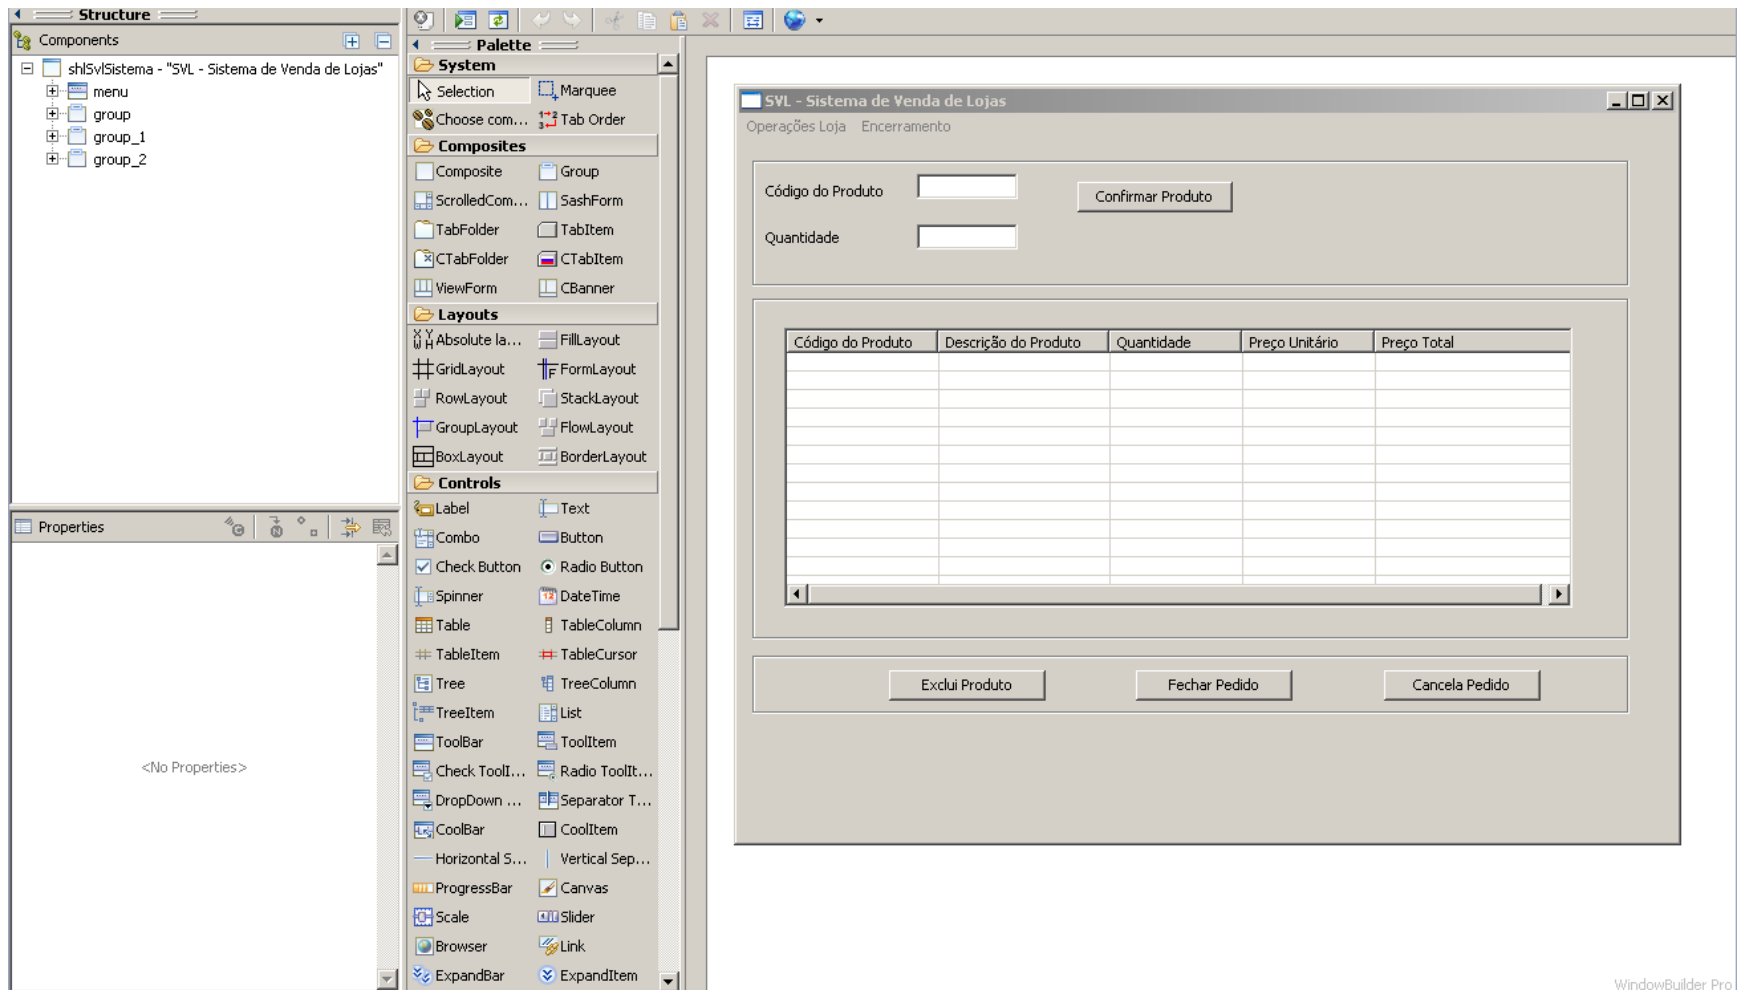 Structure
Components
shlSvlSistema - "SVL - Sistema de Venda de Lojas"
menu
group
group_1
group_2
Properties
<No Properties>
Palette
System
Selection Marquee
Choose com... Tab Order
Composites
Composite Group
ScrolledCom... SashForm
TabFolder TabItem
CTabFolder CTabItem
ViewForm CBanner
Layouts
Absolute la... FillLayout
GridLayout FormLayout
RowLayout StackLayout
GroupLayout FlowLayout
BoxLayout BorderLayout
Controls
Label Text
Combo Button
Check Button Radio Button
Spinner DateTime
Table TableColumn
TableItem TableCursor
Tree TreeColumn
TreeItem List
ToolBar ToolItem
Check ToolI... Radio ToolIt...
DropDown ... Separator T...
CoolBar CoolItem
Horizontal S... Vertical Sep...
ProgressBar Canvas
Scale Slider
Browser Link
ExpandBar ExpandItem
SVL - Sistema de Venda de Lojas
Operações Loja Encerramento
Código do Produto Confirmar Produto
Quantidade
Código do Produto Descrição do Produto Quantidade Preço Unitário Preço Total
Exclui Produto Fechar Pedido Cancela Pedido
WindowBuilder Pro